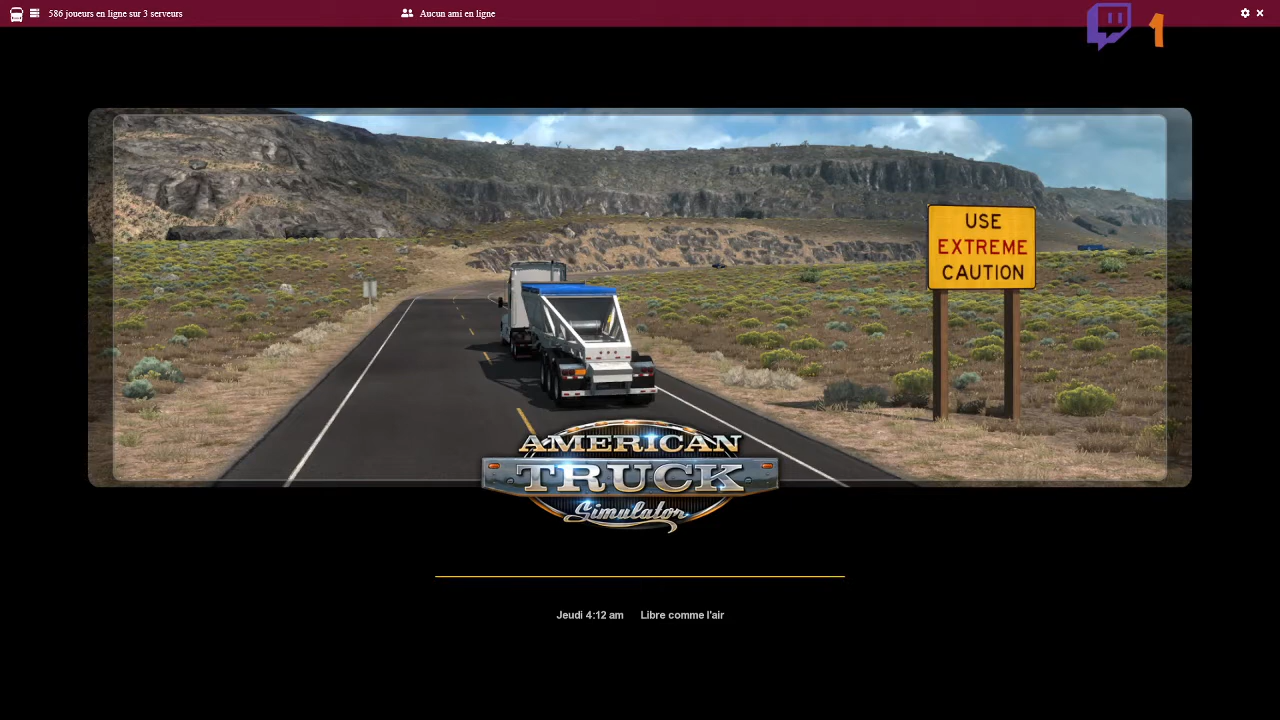 586 joueurs en ligne sur 3 serveurs
Aucun ami en ligne
1
USE
EXTREME
CAUTION
AMERICAN
TRUCK
Simulator
Jeudi 4:12 am
Libre comme l'air